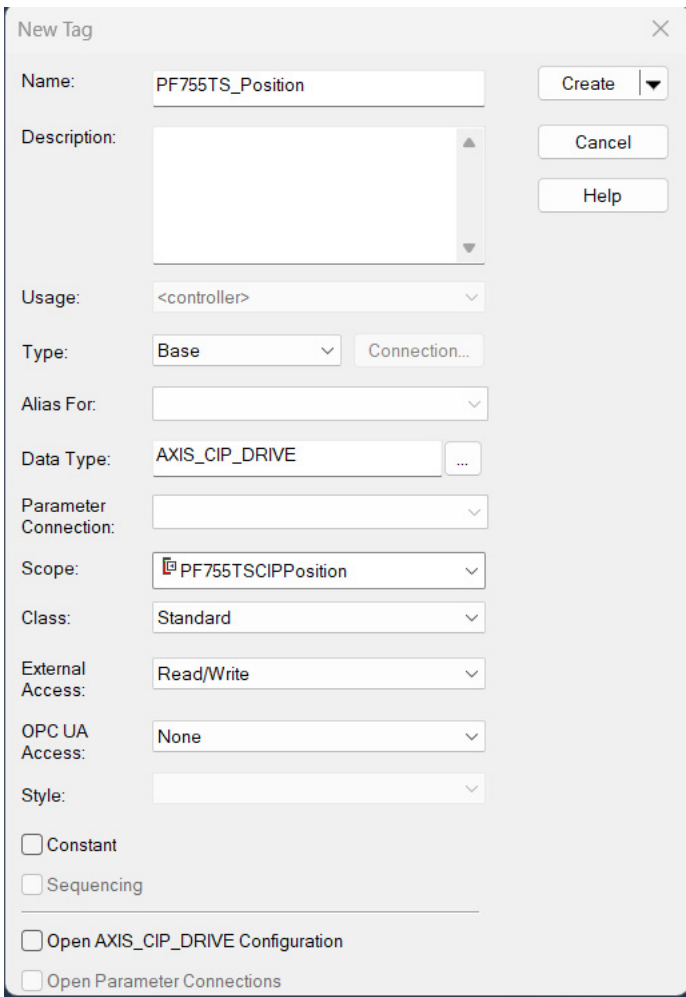 New Tag
Name: PF755TS_Position Create
Description: Cancel
Help
Usage: <controller>
Type: Base Connection...
Alias For:
Data Type: AXIS_CIP_DRIVE ...
Parameter
Connection:
Scope: PF755TSCIPPosition
Class: Standard
External
Access: Read/Write
OPC UA
Access: None
Style:
Constant
Sequencing
Open AXIS_CIP_DRIVE Configuration
Open Parameter Connections